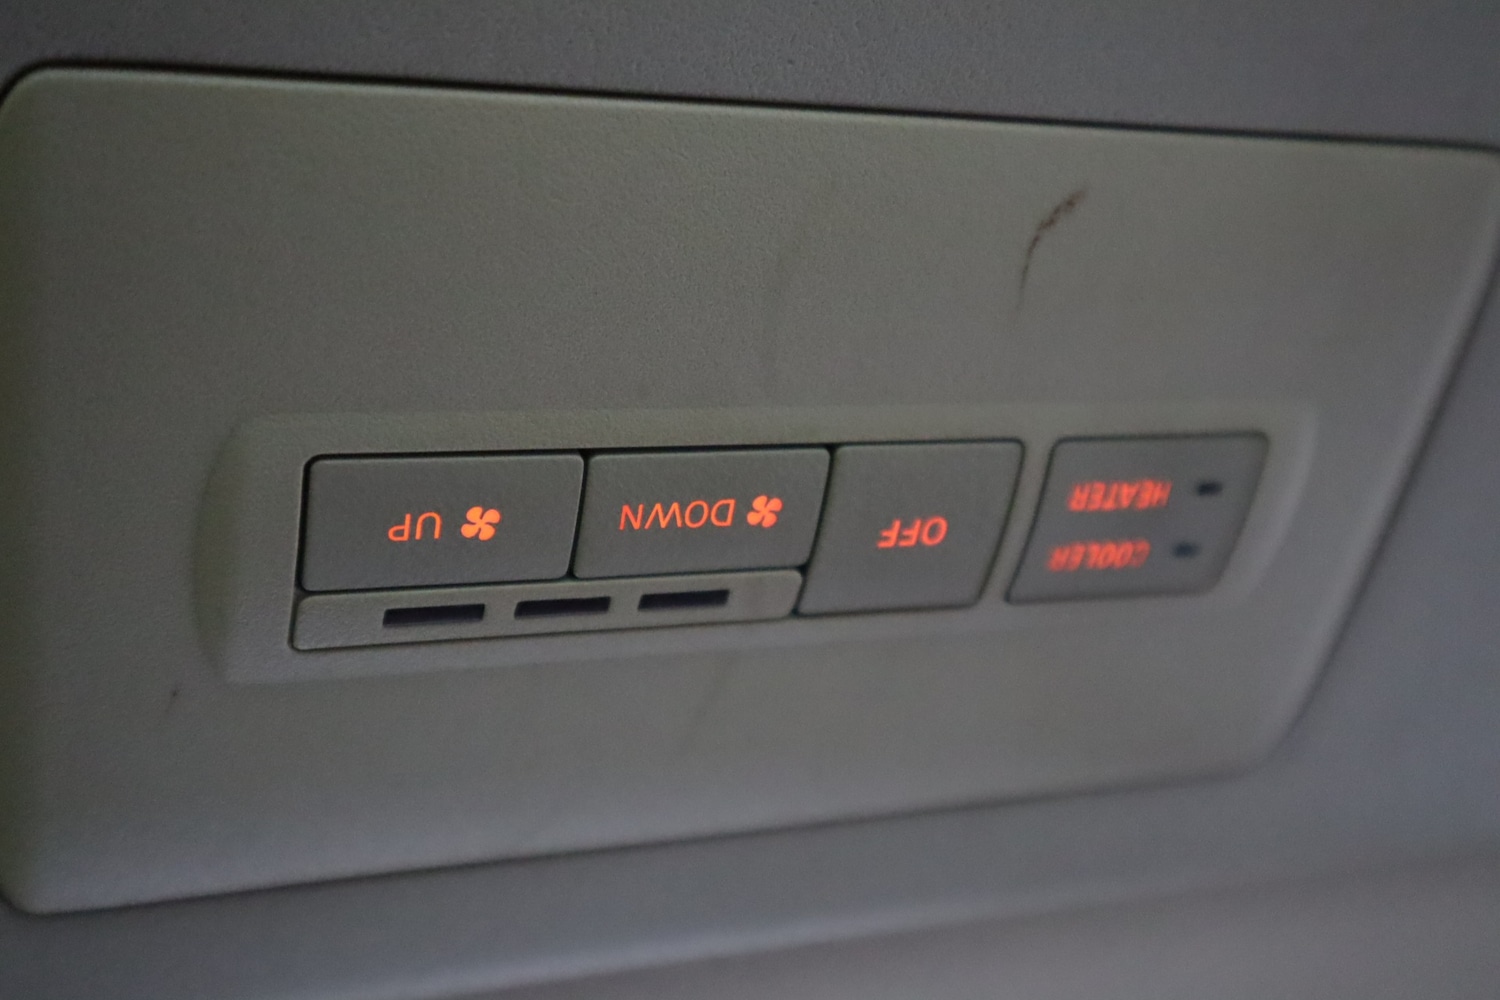 COOLER
HEATER
OFF
DOWN
UP